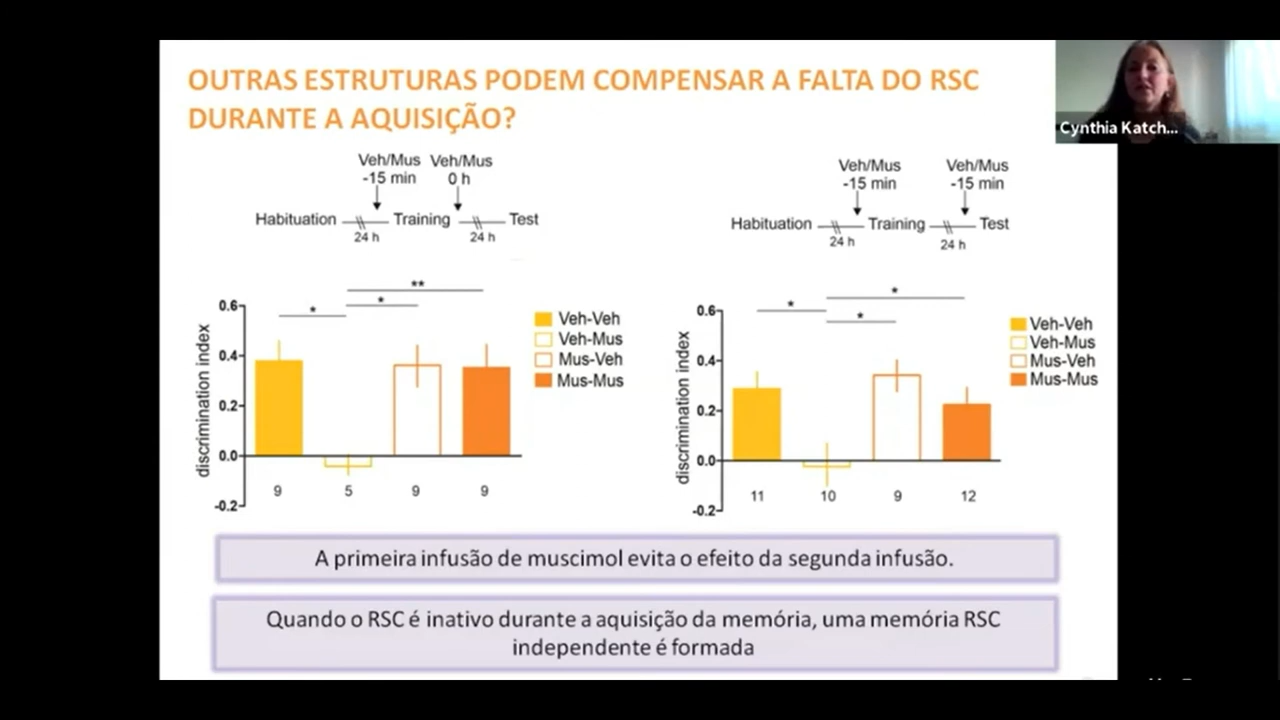 OUTRAS ESTRUTURAS PODEM COMPENSAR A FALTA DO RSC
DURANTE A AQUISIÇÃO?
Cynthia Katch...
Veh/Mus Veh/Mus
-15 min 0 h
Habituation Training Test
24 h 24 h
discrimination index
0.6
0.4
0.2
0.0
-0.2
* * **
9 5 9 9
Veh-Veh
Veh-Mus
Mus-Veh
Mus-Mus
Veh/Mus Veh/Mus
-15 min -15 min
Habituation Training Test
24 h 24 h
discrimination index
0.6
0.4
0.2
0.0
-0.2
* * *
11 10 9 12
Veh-Veh
Veh-Mus
Mus-Veh
Mus-Mus
A primeira infusão de muscimol evita o efeito da segunda infusão.
Quando o RSC é inativo durante a aquisição da memória, uma memória RSC
independente é formada